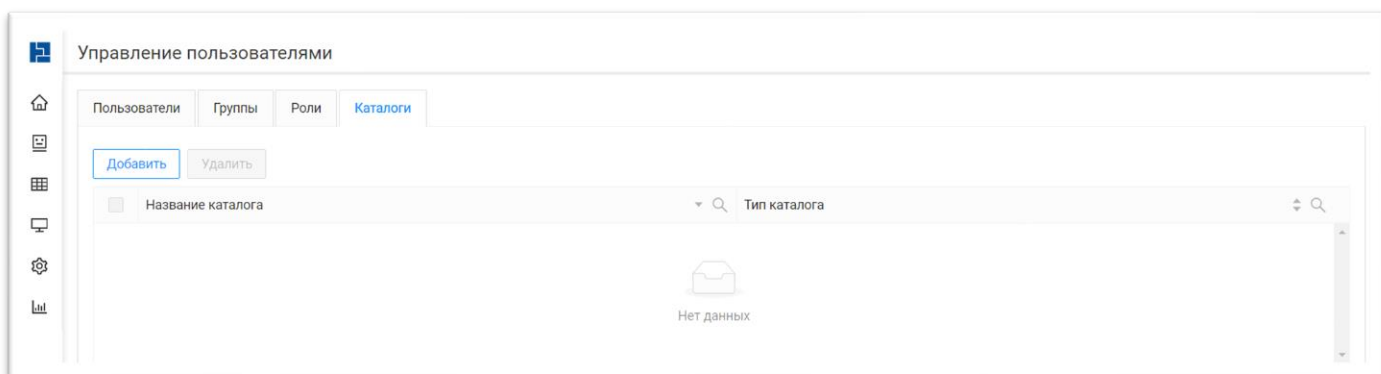 Управление пользователями
Пользователи Группы Роли Каталоги
Добавить Удалить
Название каталога Тип каталога
Нет данных